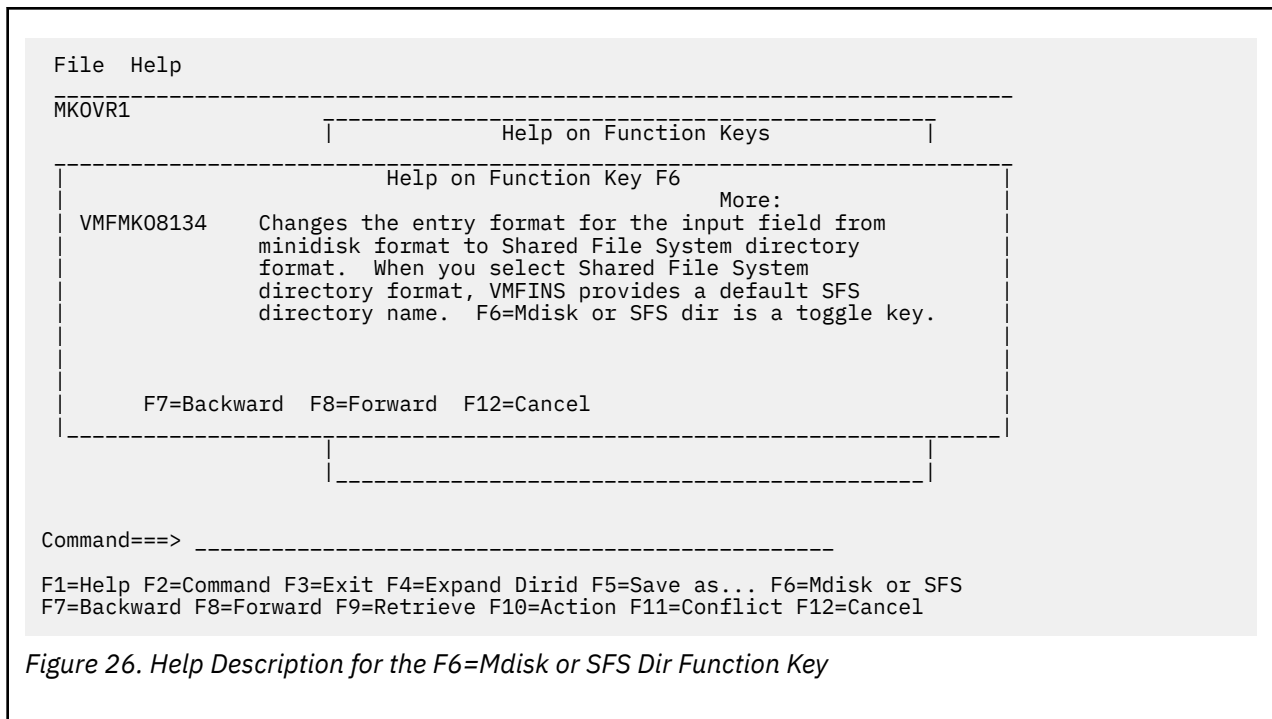 File  Help
MKOVR1
Help on Function Keys
Help on Function Key F6
More:
VMFMKO8134    Changes the entry format for the input field from
minidisk format to Shared File System directory
format.  When you select Shared File System
directory format, VMFINS provides a default SFS
directory name.  F6=Mdisk or SFS dir is a toggle key.
F7=Backward  F8=Forward  F12=Cancel
Command===> __________________________________________________
F1=Help F2=Command F3=Exit F4=Expand Dirid F5=Save as... F6=Mdisk or SFS
F7=Backward F8=Forward F9=Retrieve F10=Action F11=Conflict F12=Cancel
Figure 26. Help Description for the F6=Mdisk or SFS Dir Function Key